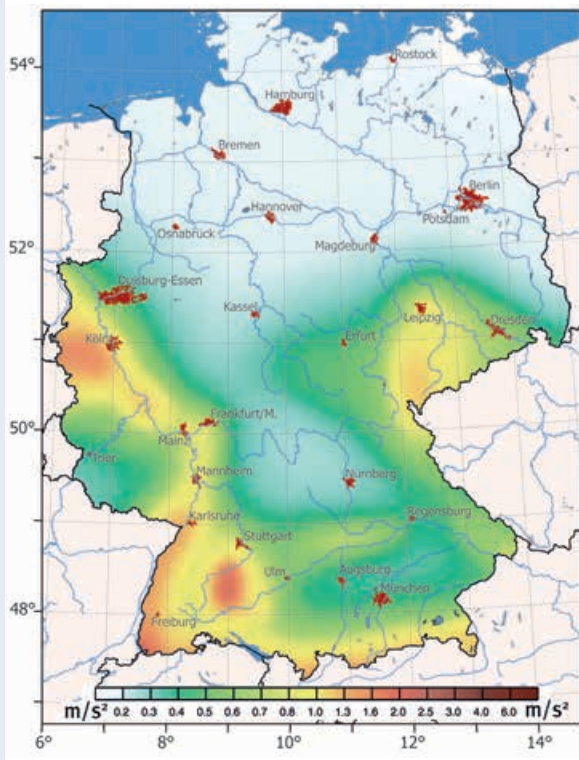 54°
Rostock
Hamburg
Bremen
Berlin
Hannover
Potsdam
Osnabrück
Magdeburg
52°
Duisburg-Essen
Kassel
Leipzig
Dresden
Köln
Erfurt
Frankfurt/M.
50°
Mainz
Trier
Mannheim
Nürnberg
Karlsruhe
Regensburg
Stuttgart
Ulm
Augsburg
München
48°
Freiburg
m/s² 0.2 0.3 0.4 0.5 0.6 0.7 0.8 1.0 1.3 1.6 2.0 2.5 3.0 4.0 6.0 m/s²
6° 8° 10° 12° 14°